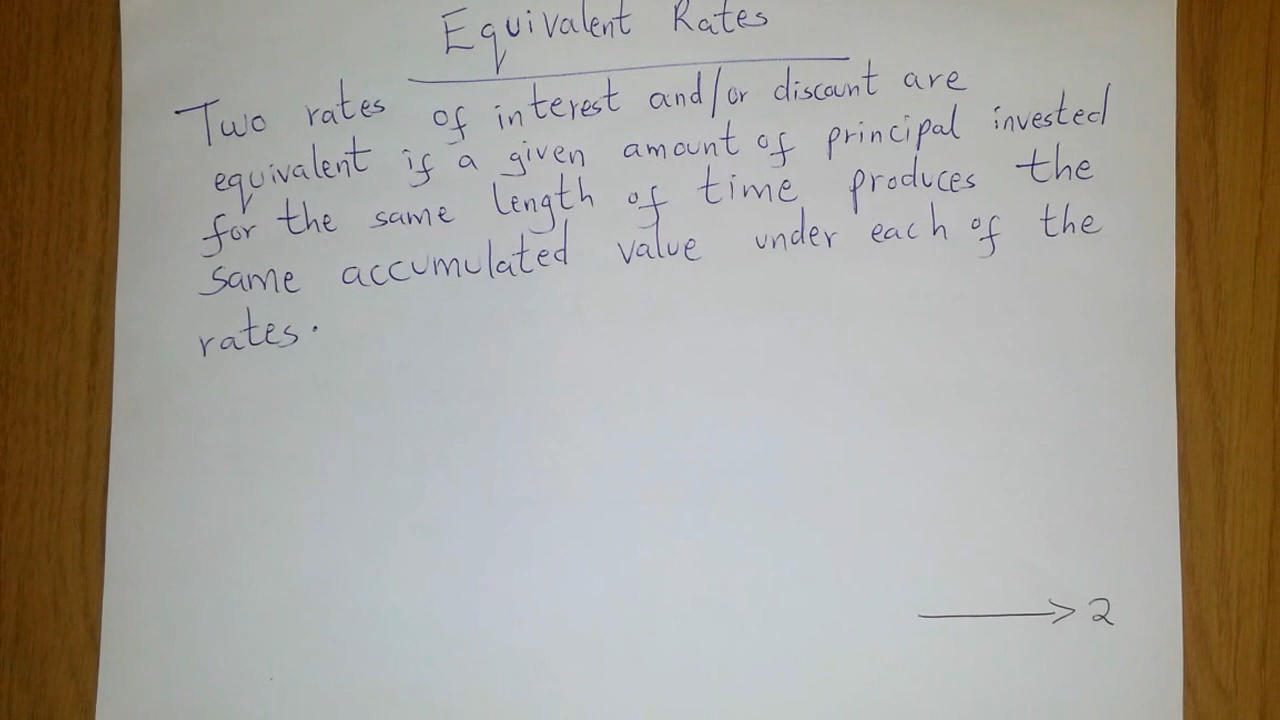 Equivalent Rates
Two rates of interest and/or discount are
equivalent if a given amount of principal invested
for the same length of time produces the
same accumulated value under each of the
rates.
→ 2